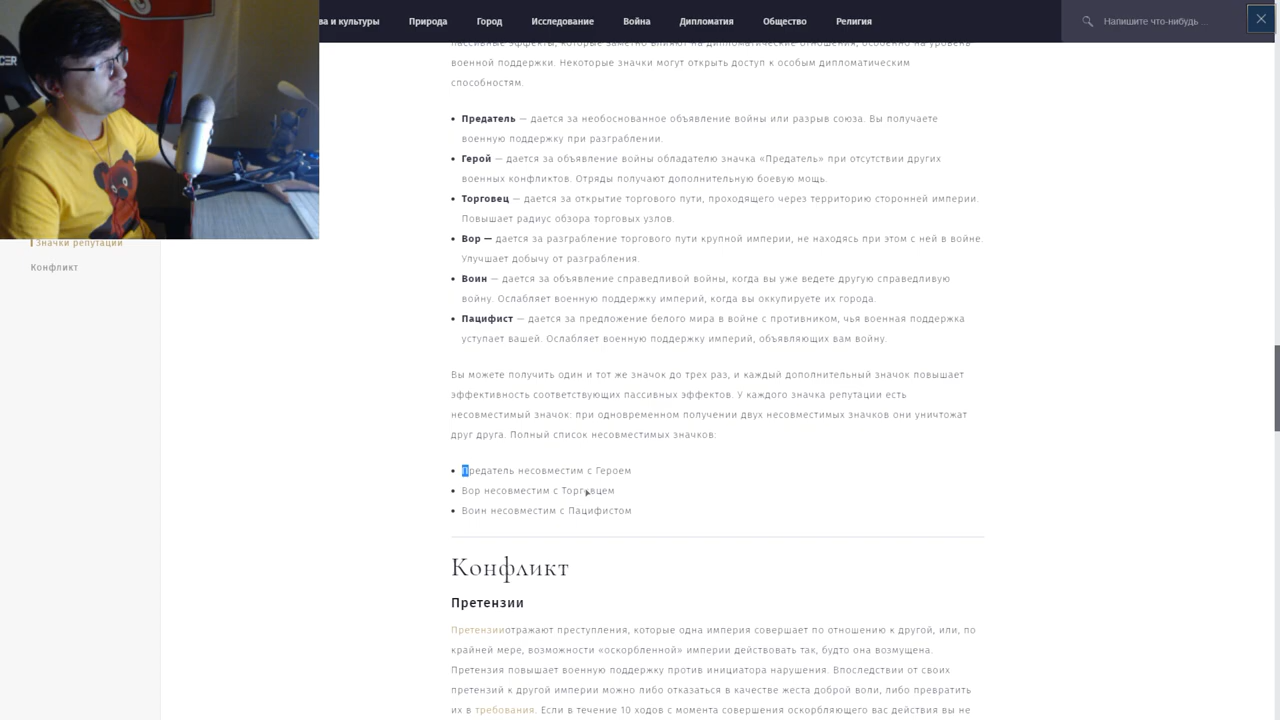 ва и культуры Природа Город Исследование Война Дипломатия Общество Религия Напишите что-нибудь ...
CER
пассивные эффекты, которые заметно влияют на дипломатические отношения, особенно на уровень
военной поддержки. Некоторые значки могут открыть доступ к особым дипломатическим
способностям.
Предатель — дается за необоснованное объявление войны или разрыв союза. Вы получаете
военную поддержку при разграблении.
Герой — дается за объявление войны обладателю значка «Предатель» при отсутствии других
военных конфликтов. Отряды получают дополнительную боевую мощь.
Торговец — дается за открытие торгового пути, проходящего через территорию сторонней империи.
Повышает радиус обзора торговых узлов.
Вор — дается за разграбление торгового пути крупной империи, не находясь при этом с ней в войне.
Улучшает добычу от разграбления.
Воин — дается за объявление справедливой войны, когда вы уже ведете другую справедливую
войну. Ослабляет военную поддержку империй, когда вы оккупируете их города.
Пацифист — дается за предложение белого мира в войне с противником, чья военная поддержка
уступает вашей. Ослабляет военную поддержку империй, объявляющих вам войну.
Значки репутации
Конфликт
Вы можете получить один и тот же значок до трех раз, и каждый дополнительный значок повышает
эффективность соответствующих пассивных эффектов. У каждого значка репутации есть
несовместимый значок: при одновременном получении двух несовместимых значков они уничтожат
друг друга. Полный список несовместимых значков:
Предатель несовместим с Героем
Вор несовместим с Торговцем
Воин несовместим с Пацифистом
Конфликт
Претензии
Претензииотражают преступления, которые одна империя совершает по отношению к другой, или, по
крайней мере, возможности «оскорбленной» империи действовать так, будто она возмущена.
Претензия повышает военную поддержку против инициатора нарушения. Впоследствии от своих
претензий к другой империи можно либо отказаться в качестве жеста доброй воли, либо превратить
их в требования. Если в течение 10 ходов с момента совершения оскорбляющего вас действия вы не